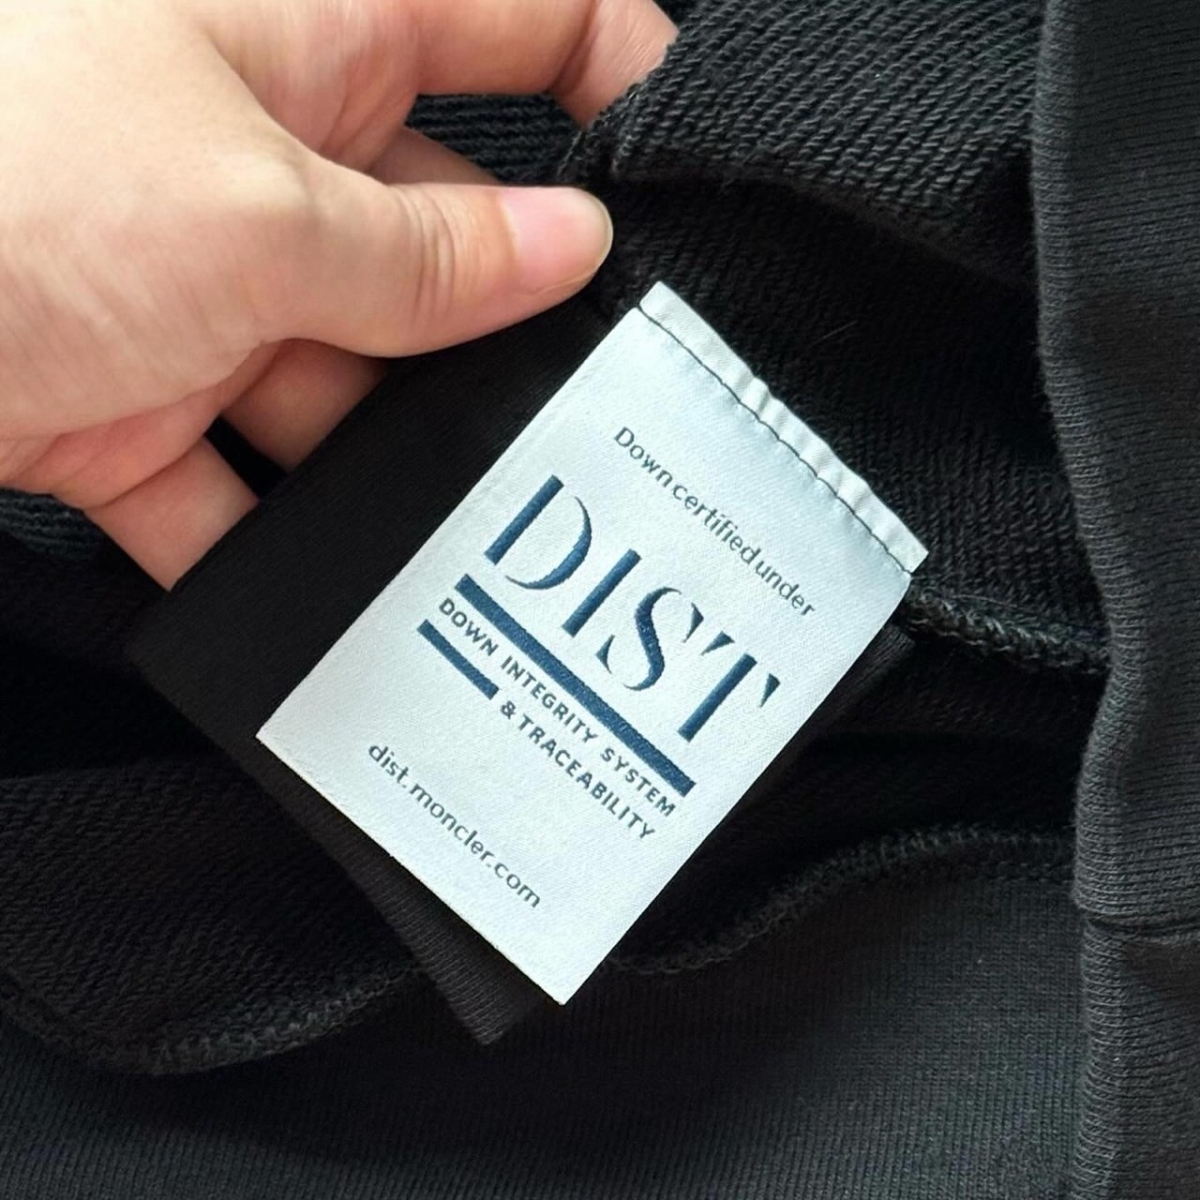 Down certified under
DIST
DOWN INTEGRITY SYSTEM
& TRACEABILITY
dist.moncler.com